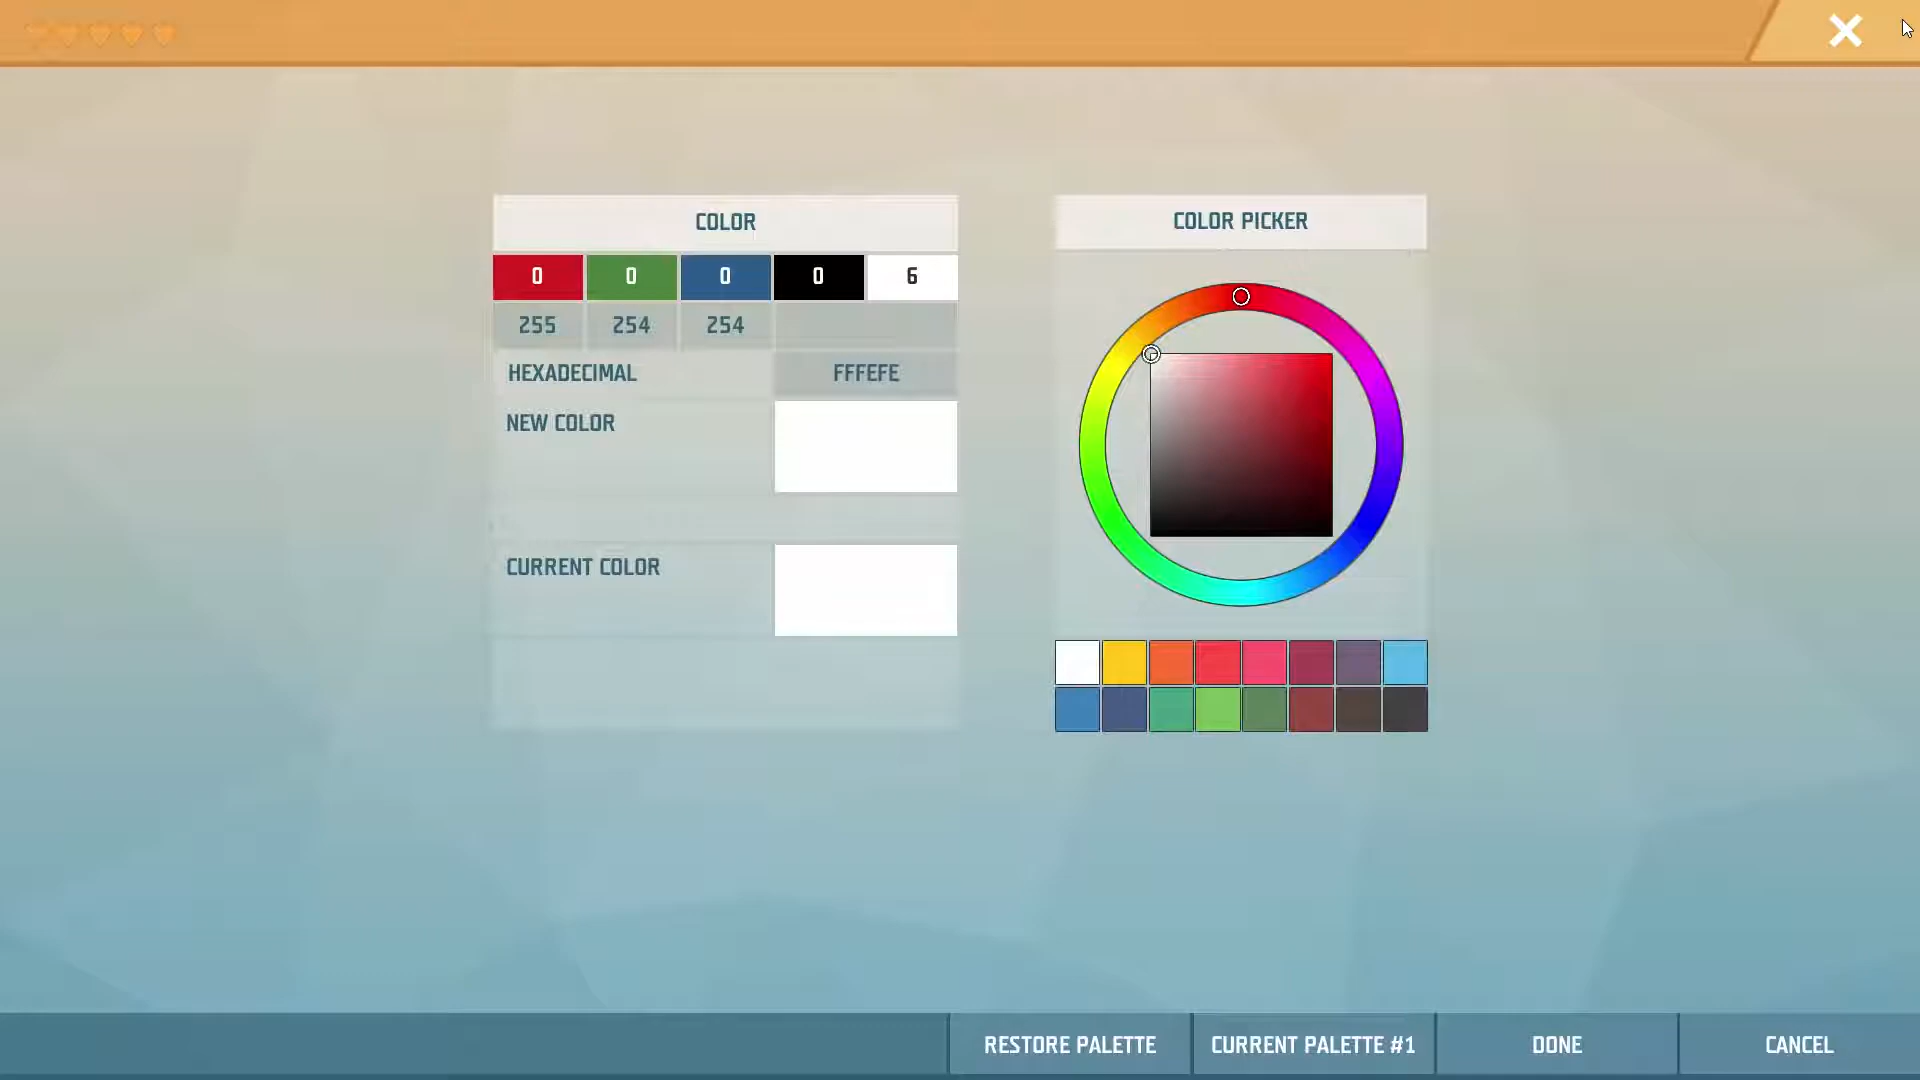 COLOR
0 0 0 0 6
255 254 254
HEXADECIMAL FFFEFE
NEW COLOR
CURRENT COLOR
COLOR PICKER
RESTORE PALETTE CURRENT PALETTE #1 DONE CANCEL